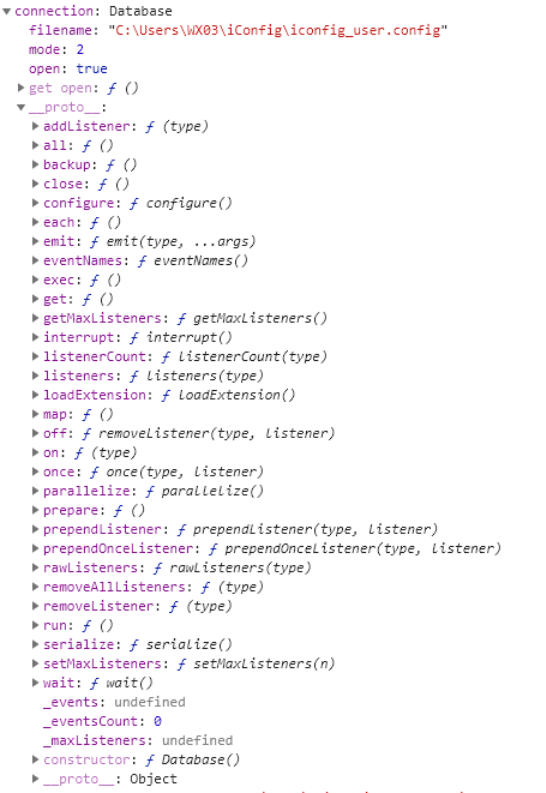 connection: Database
filename: "C:\Users\WX03\iConfig\iconfig_user.config"
mode: 2
open: true
get open: ƒ ()
__proto__:
addListener: ƒ (type)
all: ƒ ()
backup: ƒ ()
close: ƒ ()
configure: ƒ configure()
each: ƒ ()
emit: ƒ emit(type, ...args)
eventNames: ƒ eventNames()
exec: ƒ ()
get: ƒ ()
getMaxListeners: ƒ getMaxListeners()
interrupt: ƒ interrupt()
listenerCount: ƒ listenerCount(type)
listeners: ƒ listeners(type)
loadExtension: ƒ loadExtension()
map: ƒ ()
off: ƒ removeListener(type, listener)
on: ƒ (type)
once: ƒ once(type, listener)
parallelize: ƒ parallelize()
prepare: ƒ ()
prependListener: ƒ prependListener(type, listener)
prependOnceListener: ƒ prependOnceListener(type, listener)
rawListeners: ƒ rawListeners(type)
removeAllListeners: ƒ (type)
removeListener: ƒ (type)
run: ƒ ()
serialize: ƒ serialize()
setMaxListeners: ƒ setMaxListeners(n)
wait: ƒ wait()
_events: undefined
_eventsCount: 0
_maxListeners: undefined
constructor: ƒ Database()
__proto__: Object